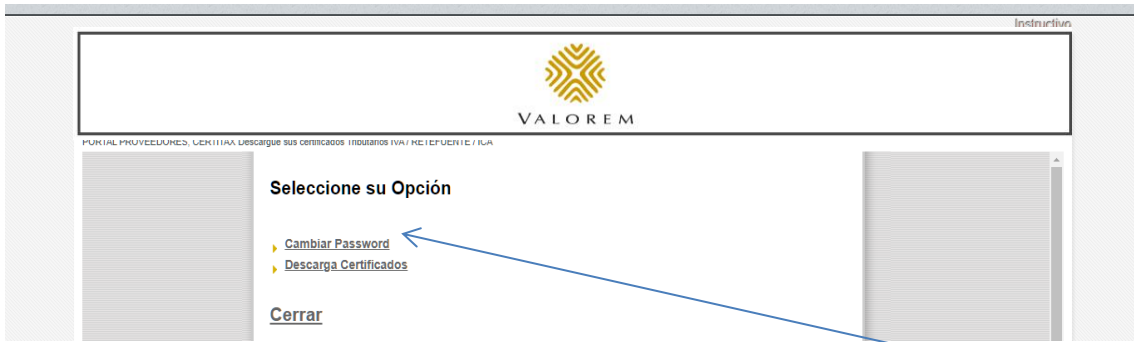 Instructivo
VALOREM
PORTAL PROVEEDORES, CERTITAX Descargue sus certificados Tributarios IVA / RETEFUENTE / ICA
Seleccione su Opción
Cambiar Password
Descarga Certificados
Cerrar